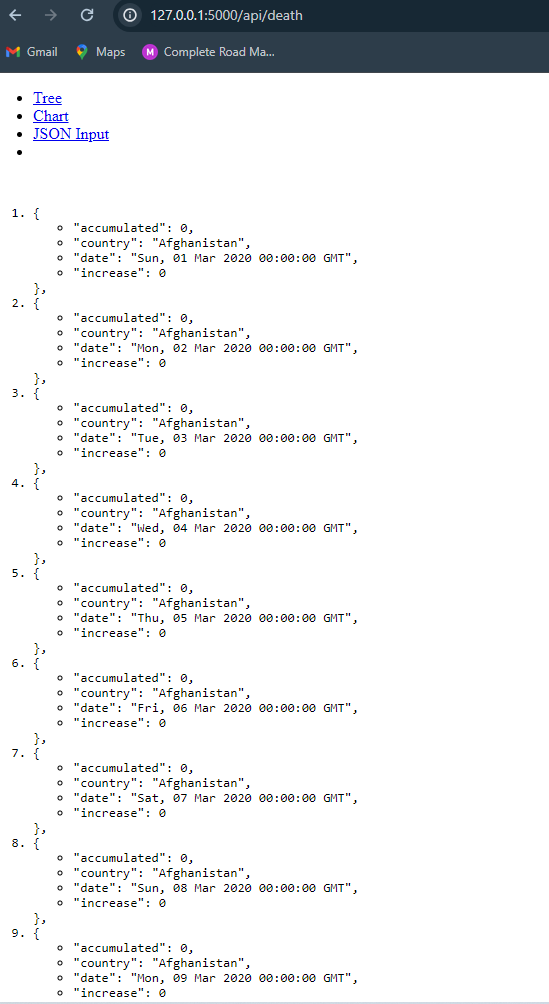 127.0.0.1:5000/api/death
Gmail Maps Complete Road Ma...
Tree
Chart
JSON Input
1. {
"accumulated": 0,
"country": "Afghanistan",
"date": "Sun, 01 Mar 2020 00:00:00 GMT",
"increase": 0
},
2. {
"accumulated": 0,
"country": "Afghanistan",
"date": "Mon, 02 Mar 2020 00:00:00 GMT",
"increase": 0
},
3. {
"accumulated": 0,
"country": "Afghanistan",
"date": "Tue, 03 Mar 2020 00:00:00 GMT",
"increase": 0
},
4. {
"accumulated": 0,
"country": "Afghanistan",
"date": "Wed, 04 Mar 2020 00:00:00 GMT",
"increase": 0
},
5. {
"accumulated": 0,
"country": "Afghanistan",
"date": "Thu, 05 Mar 2020 00:00:00 GMT",
"increase": 0
},
6. {
"accumulated": 0,
"country": "Afghanistan",
"date": "Fri, 06 Mar 2020 00:00:00 GMT",
"increase": 0
},
7. {
"accumulated": 0,
"country": "Afghanistan",
"date": "Sat, 07 Mar 2020 00:00:00 GMT",
"increase": 0
},
8. {
"accumulated": 0,
"country": "Afghanistan",
"date": "Sun, 08 Mar 2020 00:00:00 GMT",
"increase": 0
},
9. {
"accumulated": 0,
"country": "Afghanistan",
"date": "Mon, 09 Mar 2020 00:00:00 GMT",
"increase": 0